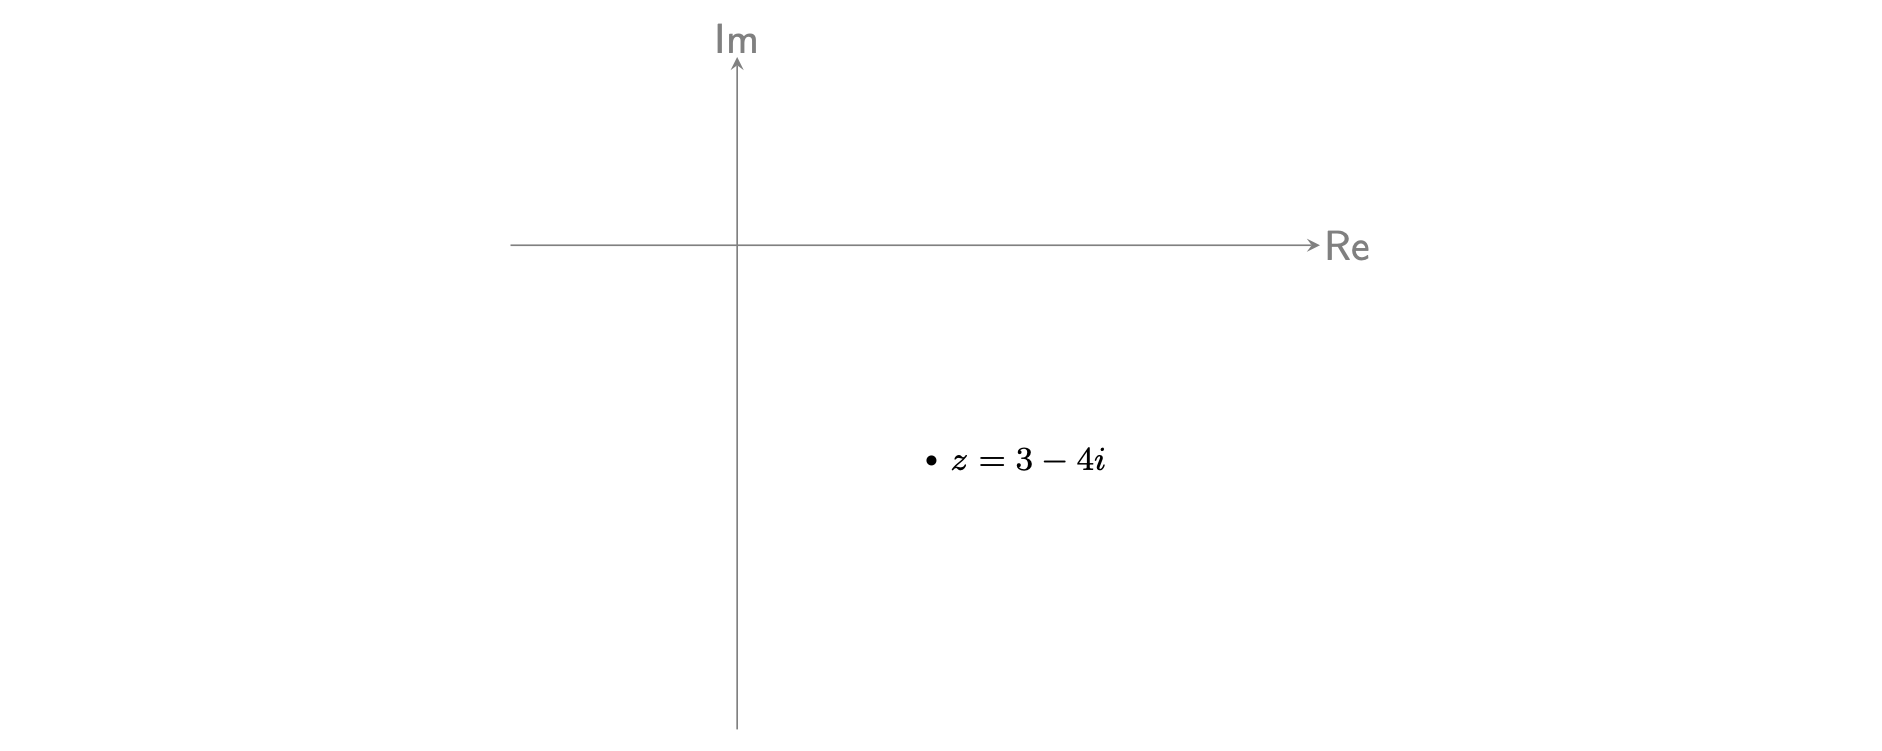 Im
Re
z = 3 − 4i